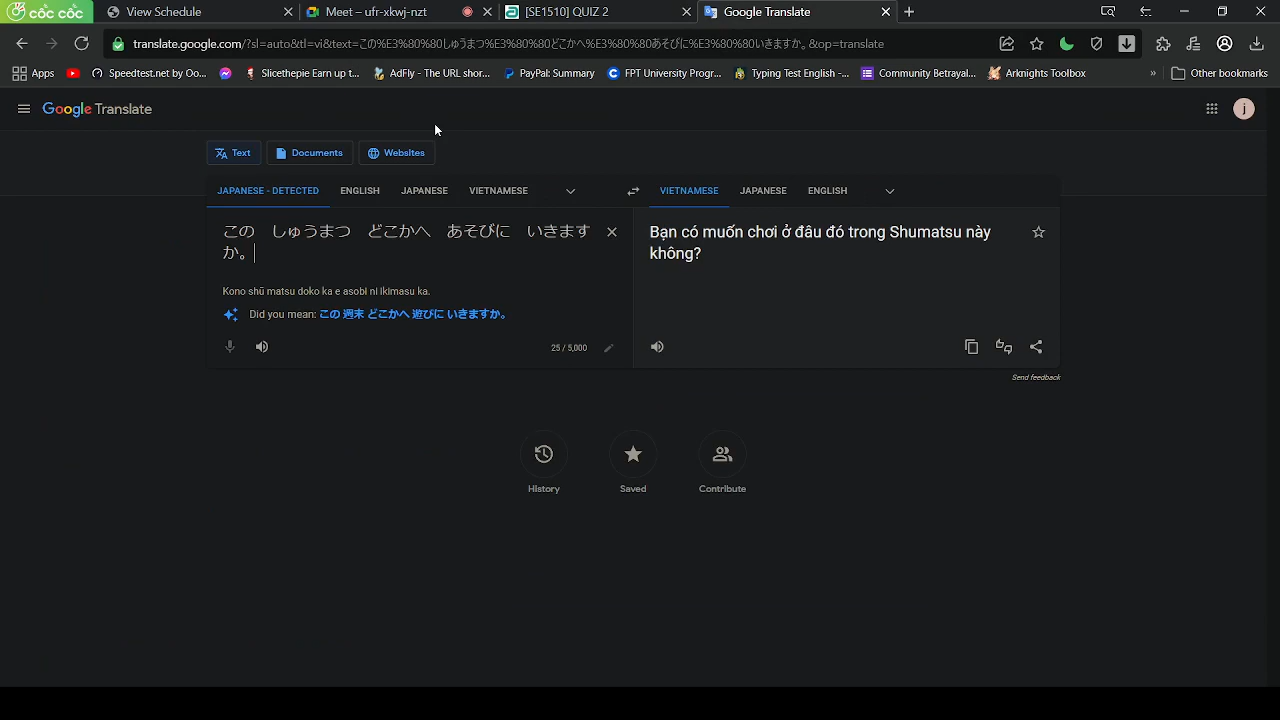 cốc cốc
View Schedule
Meet – ufr-xkwj-nzt
[SE1510] QUIZ 2
Google Translate
translate.google.com/?sl=auto&tl=vi&text=この%E3%80%80しゅうまつ%E3%80%80どこかへ%E3%80%80あそびに%E3%80%80いきますか。&op=translate
Apps
Speedtest.net by Oo...
Slicethepie Earn up t...
AdFly - The URL shor...
PayPal Summary
FPT University Progr...
Typing Test English -...
Community Betrayal...
Arknights Toolbox
»
Other bookmarks
Google Translate
j
Text
Documents
Websites
JAPANESE - DETECTED
ENGLISH
JAPANESE
VIETNAMESE
VIETNAMESE
JAPANESE
ENGLISH
この　しゅうまつ　どこかへ　あそびに　いきます
か。
Kono shū matsu doko ka e asobi ni ikimasu ka.
Did you mean: この 週末 どこかへ 遊びに いきますか。
25 / 5,000
Bạn có muốn chơi ở đâu đó trong Shumatsu này
không?
Send feedback
History
Saved
Contribute